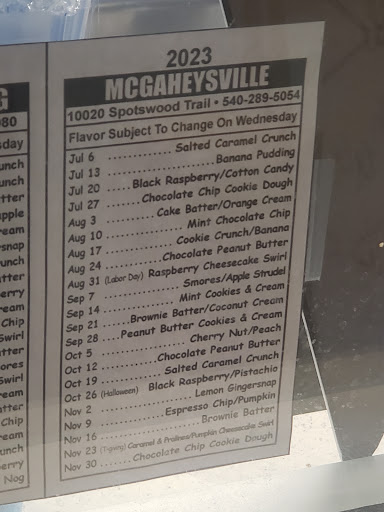 2023
MCGAHEYSVILLE
10020 Spotswood Trail • 540-289-5054
Flavor Subject To Change On Wednesday
Jul 6 .............. Salted Caramel Crunch
Jul 13 ..................... Banana Pudding
Jul 20 ..... Black Raspberry/Cotton Candy
Jul 27 ....... Chocolate Chip Cookie Dough
Aug 3 .......... Cake Batter/Orange Cream
Aug 10 ............... Mint Chocolate Chip
Aug 17 ............. Cookie Crunch/Banana
Aug 24 .......... Chocolate Peanut Butter
Aug 31 (Labor Day) Raspberry Cheesecake Swirl
Sep 7 ............... Smores/Apple Strudel
Sep 14 .............. Mint Cookies & Cream
Sep 21 ..... Brownie Batter/Coconut Cream
Sep 28 ..... Peanut Butter Cookies & Cream
Oct 5 ................. Cherry Nut/Peach
Oct 12 .......... Chocolate Peanut Butter
Oct 19 ............ Salted Caramel Crunch
Oct 26 (Halloween) Black Raspberry/Pistachio
Nov 2 ................. Lemon Gingersnap
Nov 9 ............ Espresso Chip/Pumpkin
Nov 16 .................. Brownie Batter
Nov 23 (Tkgvng) Caramel & Pralines/Pumpkin Cheesecake Swirl
Nov 30 ...... Chocolate Chip Cookie Dough